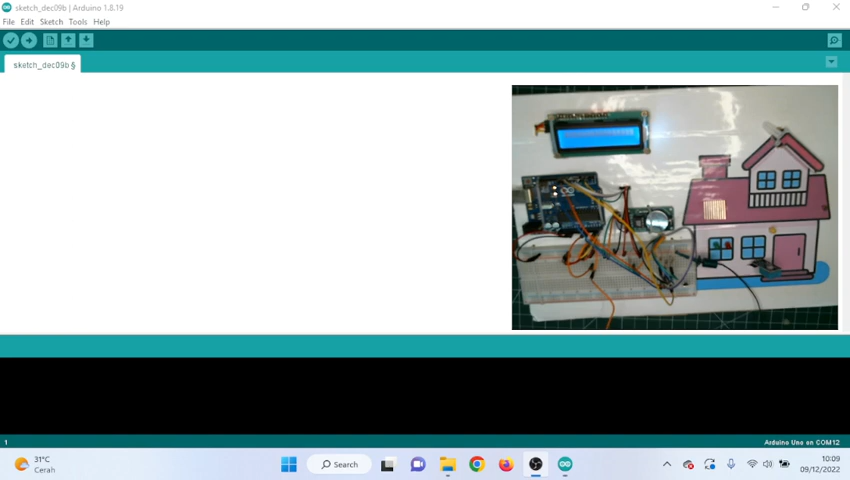 sketch_dec09b | Arduino 1.8.19
File Edit Sketch Tools Help
sketch_dec09b §
1
Arduino Uno on COM12
31°C
Cerah
Search
10:09
09/12/2022